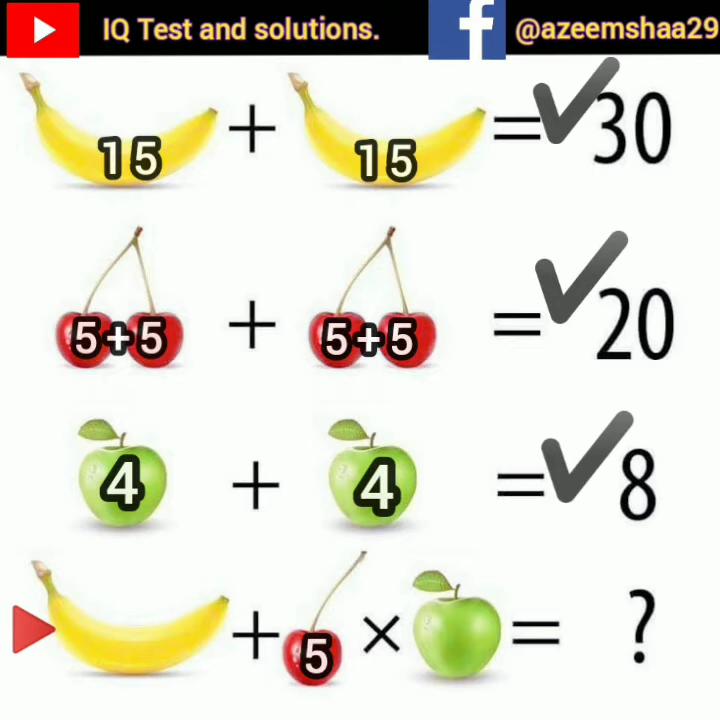 IQ Test and solutions. @azeemshaa29
15 + 15 = 30
5+5 + 5+5 = 20
4 + 4 = 8
+ 5 × = ?